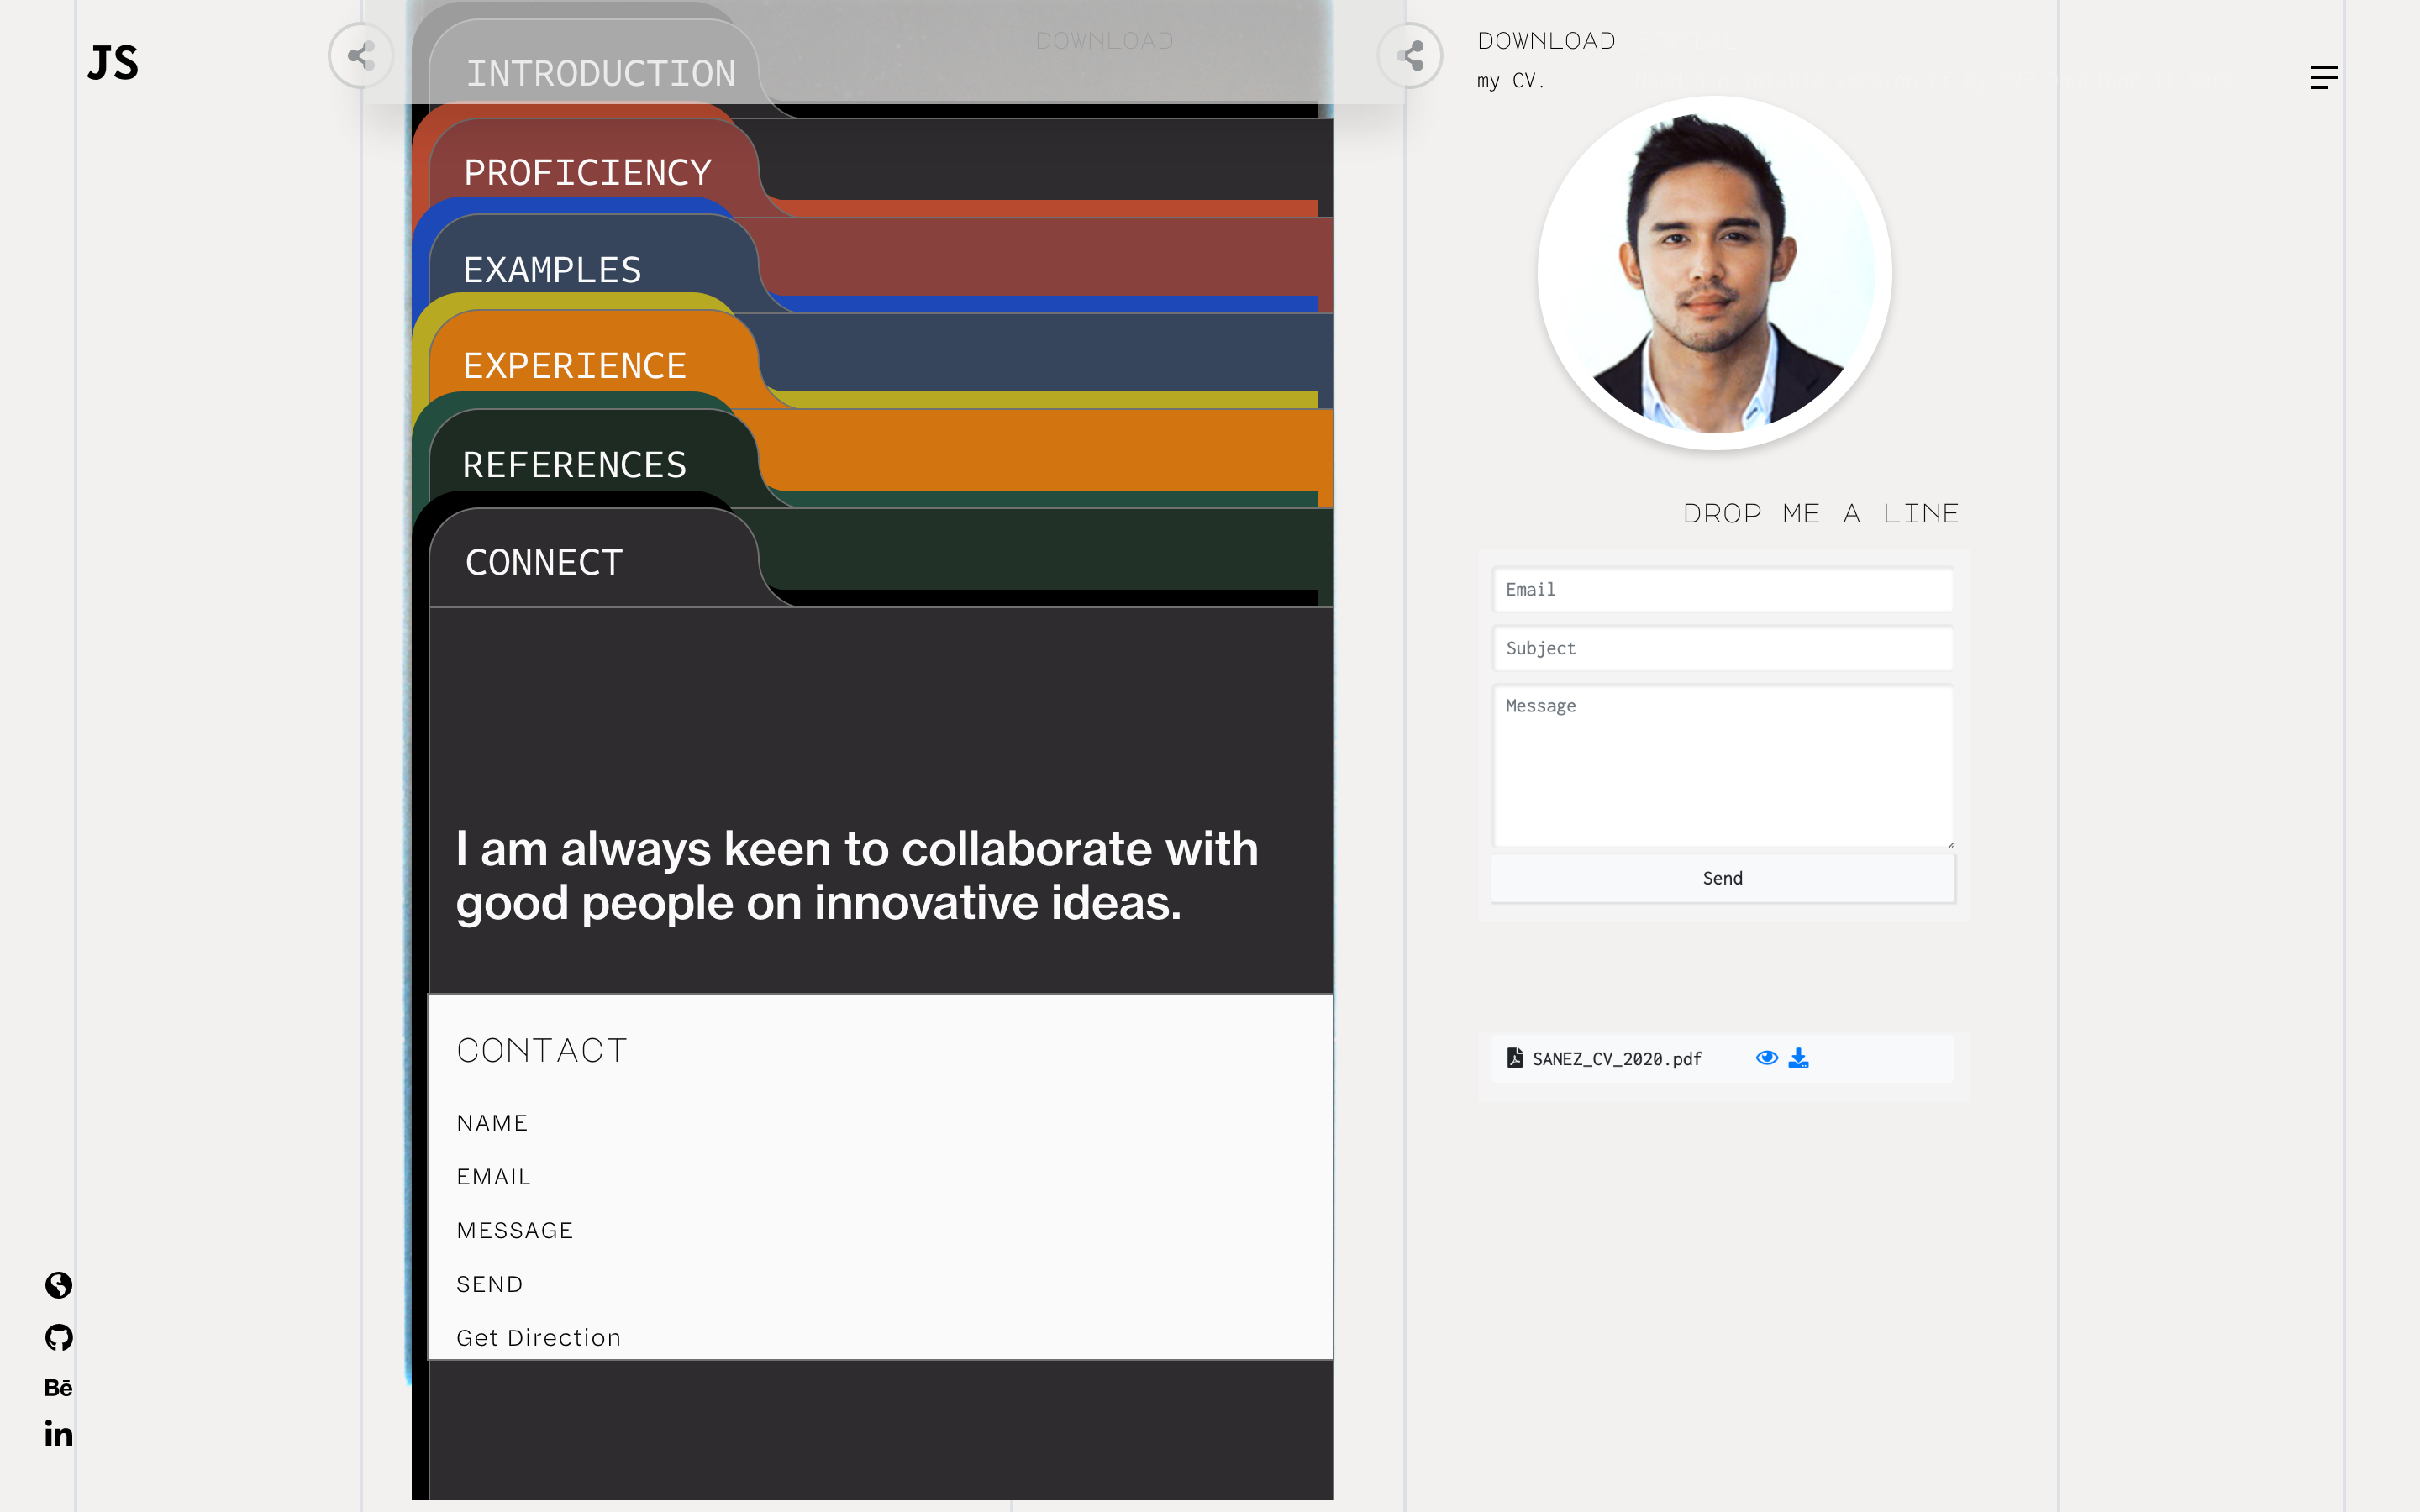 JS
INTRODUCTION
DOWNLOAD
PROFICIENCY
EXAMPLES
EXPERIENCE
REFERENCES
CONNECT
I am always keen to collaborate with
good people on innovative ideas.
CONTACT
NAME
EMAIL
MESSAGE
SEND
Get Direction
DOWNLOAD
my CV.
DROP ME A LINE
Email
Subject
Message
Send
SANEZ_CV_2020.pdf
Bē
in